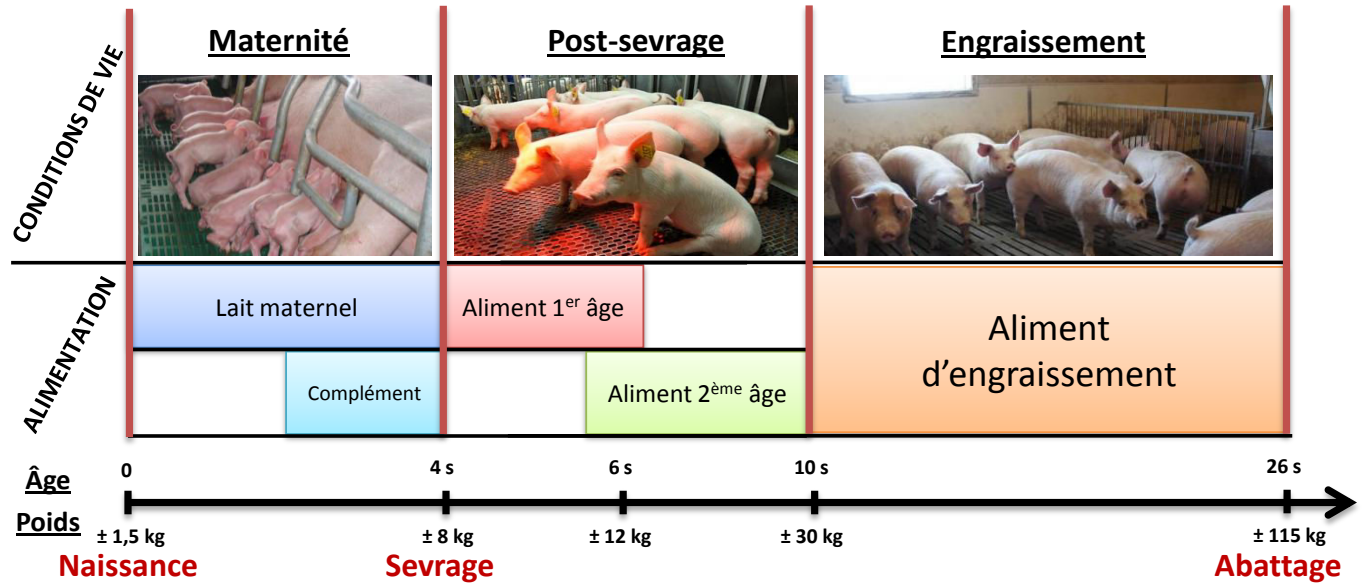 Maternité
Post-sevrage
Engraissement
CONDITIONS DE VIE
ALIMENTATION
Lait maternel
Aliment 1er âge
Complément
Aliment 2ème âge
Aliment
d'engraissement
Âge
0
4 s
6 s
10 s
26 s
Poids
± 1,5 kg
± 8 kg
± 12 kg
± 30 kg
± 115 kg
Naissance
Sevrage
Abattage